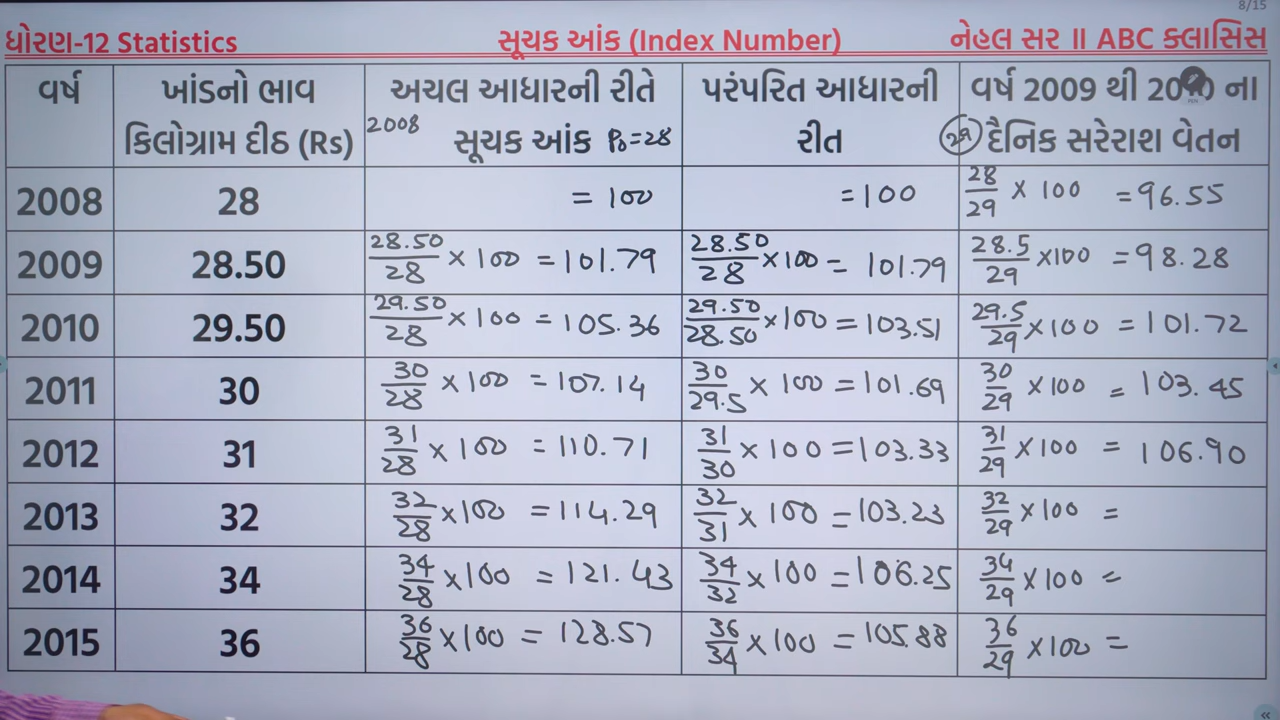 8/15
ધોરણ-12 Statistics સૂચક આંક (Index Number) નેહલ સર || ABC ક્લાસિસ
વર્ષ ખાંડનો ભાવ કિલોગ્રામ દીઠ (Rs) અચલ આધારની રીતે સૂચક આંક 2008 P₀=28 પરંપરિત આધારની રીત વર્ષ 2009 થી ના દૈનિક સરેરાશ વેતન 29
2008 28 = 100 = 100 28/29 × 100 = 96.55
2009 28.50 28.50/28 × 100 = 101.79 28.50/28 × 100 = 101.79 28.5/29 × 100 = 98.28
2010 29.50 29.50/28 × 100 = 105.36 29.50/28.50 × 100 = 103.51 29.5/29 × 100 = 101.72
2011 30 30/28 × 100 = 107.14 30/29.5 × 100 = 101.69 30/29 × 100 = 103.45
2012 31 31/28 × 100 = 110.71 31/30 × 100 = 103.33 31/29 × 100 = 106.90
2013 32 32/28 × 100 = 114.29 32/31 × 100 = 103.23 32/29 × 100 =
2014 34 34/28 × 100 = 121.43 34/32 × 100 = 106.25 34/29 × 100 =
2015 36 36/28 × 100 = 128.57 36/34 × 100 = 105.88 36/29 × 100 =